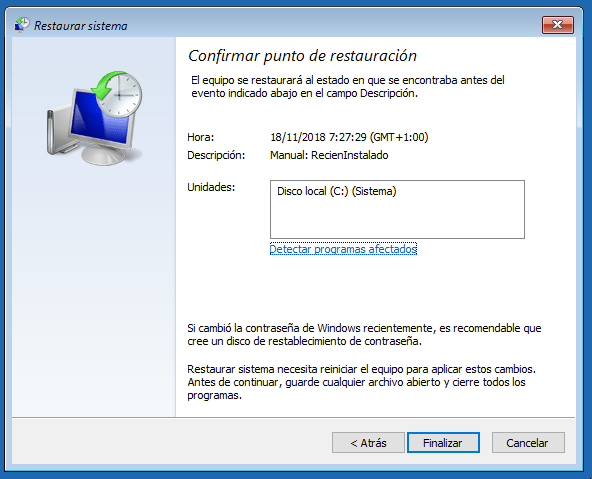 Restaurar sistema
Confirmar punto de restauración
El equipo se restaurará al estado en que se encontraba antes del
evento indicado abajo en el campo Descripción.
Hora: 18/11/2018 7:27:29 (GMT+1:00)
Descripción: Manual: RecienInstalado
Unidades: Disco local (C:) (Sistema)
Detectar programas afectados
Si cambió la contraseña de Windows recientemente, es recomendable que
cree un disco de restablecimiento de contraseña.
Restaurar sistema necesita reiniciar el equipo para aplicar estos cambios.
Antes de continuar, guarde cualquier archivo abierto y cierre todos los
programas.
< Atrás Finalizar Cancelar